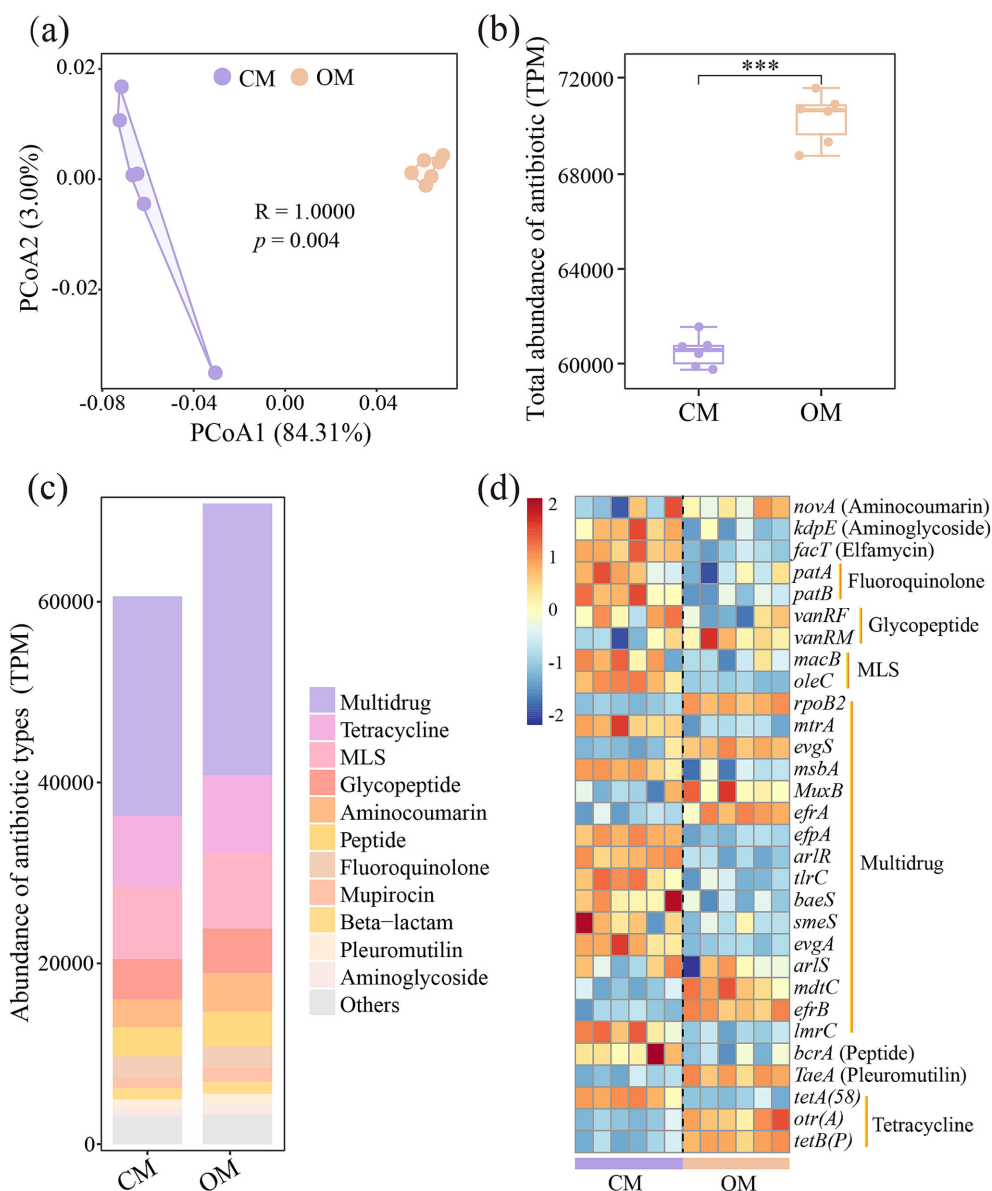 (a)
CM OM
0.02
0.00
-0.02
R = 1.0000
p = 0.004
-0.08 -0.04 0.00 0.04
PCoA1 (84.31%)
PCoA2 (3.00%)
(b)
72000
68000
64000
60000
***
CM OM
Total abundance of antibiotic (TPM)
(c)
60000
40000
20000
0
CM OM
Abundance of antibiotic types (TPM)
Multidrug
Tetracycline
MLS
Glycopeptide
Aminocoumarin
Peptide
Fluoroquinolone
Mupirocin
Beta−lactam
Pleuromutilin
Aminoglycoside
Others
(d)
2
1
0
-1
-2
novA (Aminocoumarin)
kdpE (Aminoglycoside)
facT (Elfamycin)
patA
patB
Fluoroquinolone
vanRF
vanRM
Glycopeptide
macB
oleC
MLS
rpoB2
mtrA
evgS
msbA
MuxB
efrA
efpA
arlR
tlrC
baeS
smeS
evgA
arlS
mdtC
efrB
lmrC
Multidrug
bcrA (Peptide)
TaeA (Pleuromutilin)
tetA(58)
otr(A)
tetB(P)
Tetracycline
CM OM